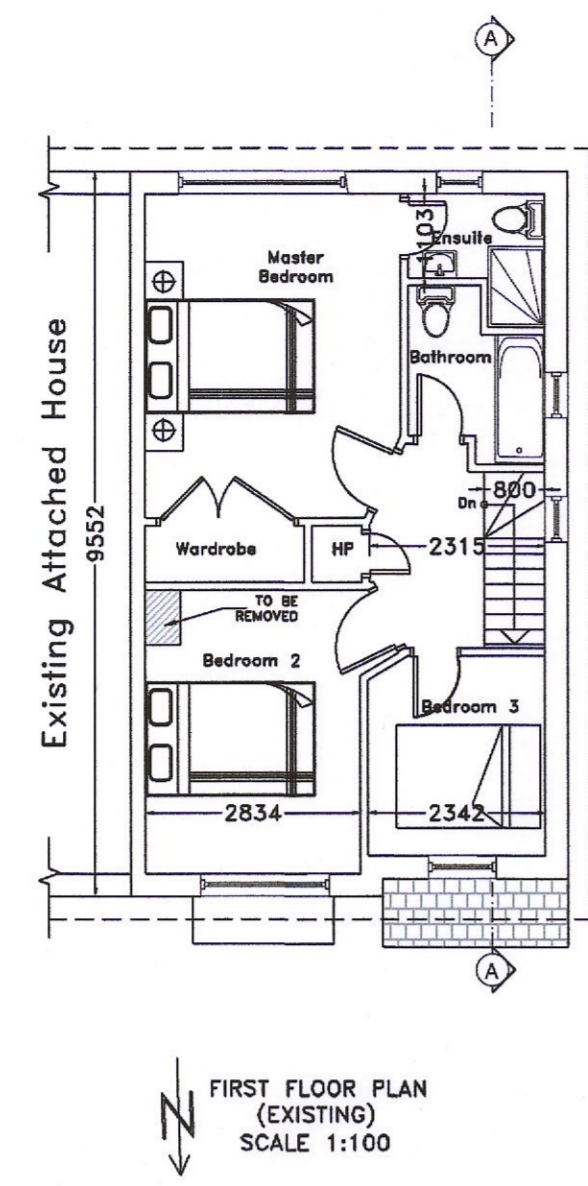 A
103
Ensuite
Master
Bedroom
Bathroom
Existing Attached House
9552
800
Dn
Wardrobe
HP
2315
TO BE
REMOVED
Bedroom 2
Bedroom 3
2834
2342
A
N
FIRST FLOOR PLAN
(EXISTING)
SCALE 1:100